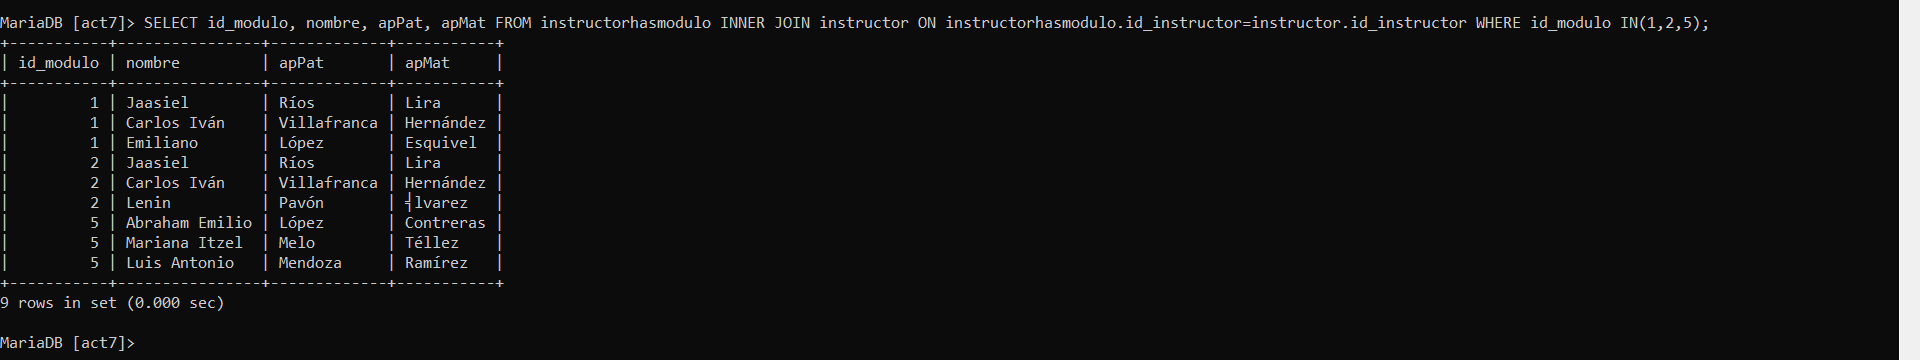 MariaDB [act7]> SELECT id_modulo, nombre, apPat, apMat FROM instructorhasmodulo INNER JOIN instructor ON instructorhasmodulo.id_instructor=instructor.id_instructor WHERE id_modulo IN(1,2,5);
+-----------+----------------+-------------+-----------+
| id_modulo | nombre         | apPat       | apMat     |
+-----------+----------------+-------------+-----------+
|         1 | Jaasiel        | Ríos        | Lira      |
|         1 | Carlos Iván    | Villafranca | Hernández |
|         1 | Emiliano       | López       | Esquivel  |
|         2 | Jaasiel        | Ríos        | Lira      |
|         2 | Carlos Iván    | Villafranca | Hernández |
|         2 | Lenin          | Pavón       | ┤lvarez   |
|         5 | Abraham Emilio | López       | Contreras |
|         5 | Mariana Itzel  | Melo        | Téllez    |
|         5 | Luis Antonio   | Mendoza     | Ramírez   |
+-----------+----------------+-------------+-----------+
9 rows in set (0.000 sec)
MariaDB [act7]>